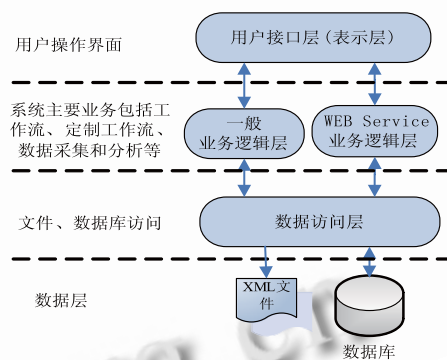 用户操作界面
用户接口层(表示层)
系统主要业务包括工
作流、定制工作流、
数据采集和分析等
一般
业务逻辑层
WEB Service
业务逻辑层
文件、数据库访问
数据访问层
数据层
XML文
件
数据库